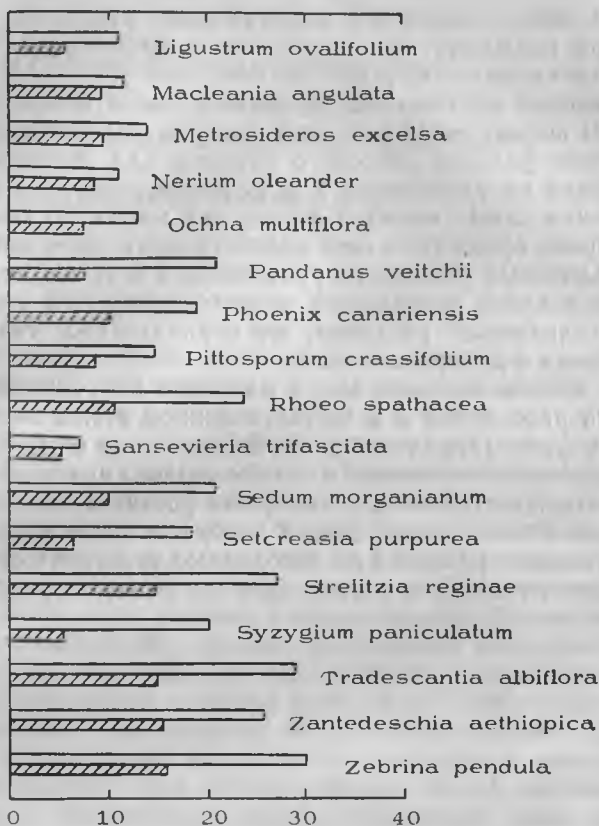 Ligustrum ovalifolium
Macleania angulata
Metrosideros excelsa
Nerium oleander
Ochna multiflora
Pandanus veitchii
Phoenix canariensis
Pittosporum crassifolium
Rhoeo spathacea
Sansevieria trifasciata
Sedum morganianum
Setcreasia purpurea
Strelitzia reginae
Syzygium paniculatum
Tradescantia albiflora
Zantedeschia aethiopica
Zebrina pendula
0 10 20 30 40